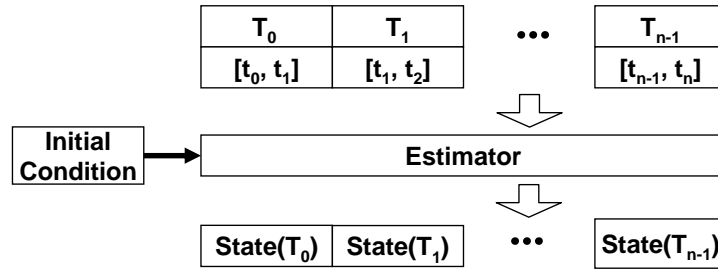 T0 T1 ••• Tn-1
[t0, t1] [t1, t2] [tn-1, tn]
Initial
Condition
Estimator
State(T0) State(T1) ••• State(Tn-1)